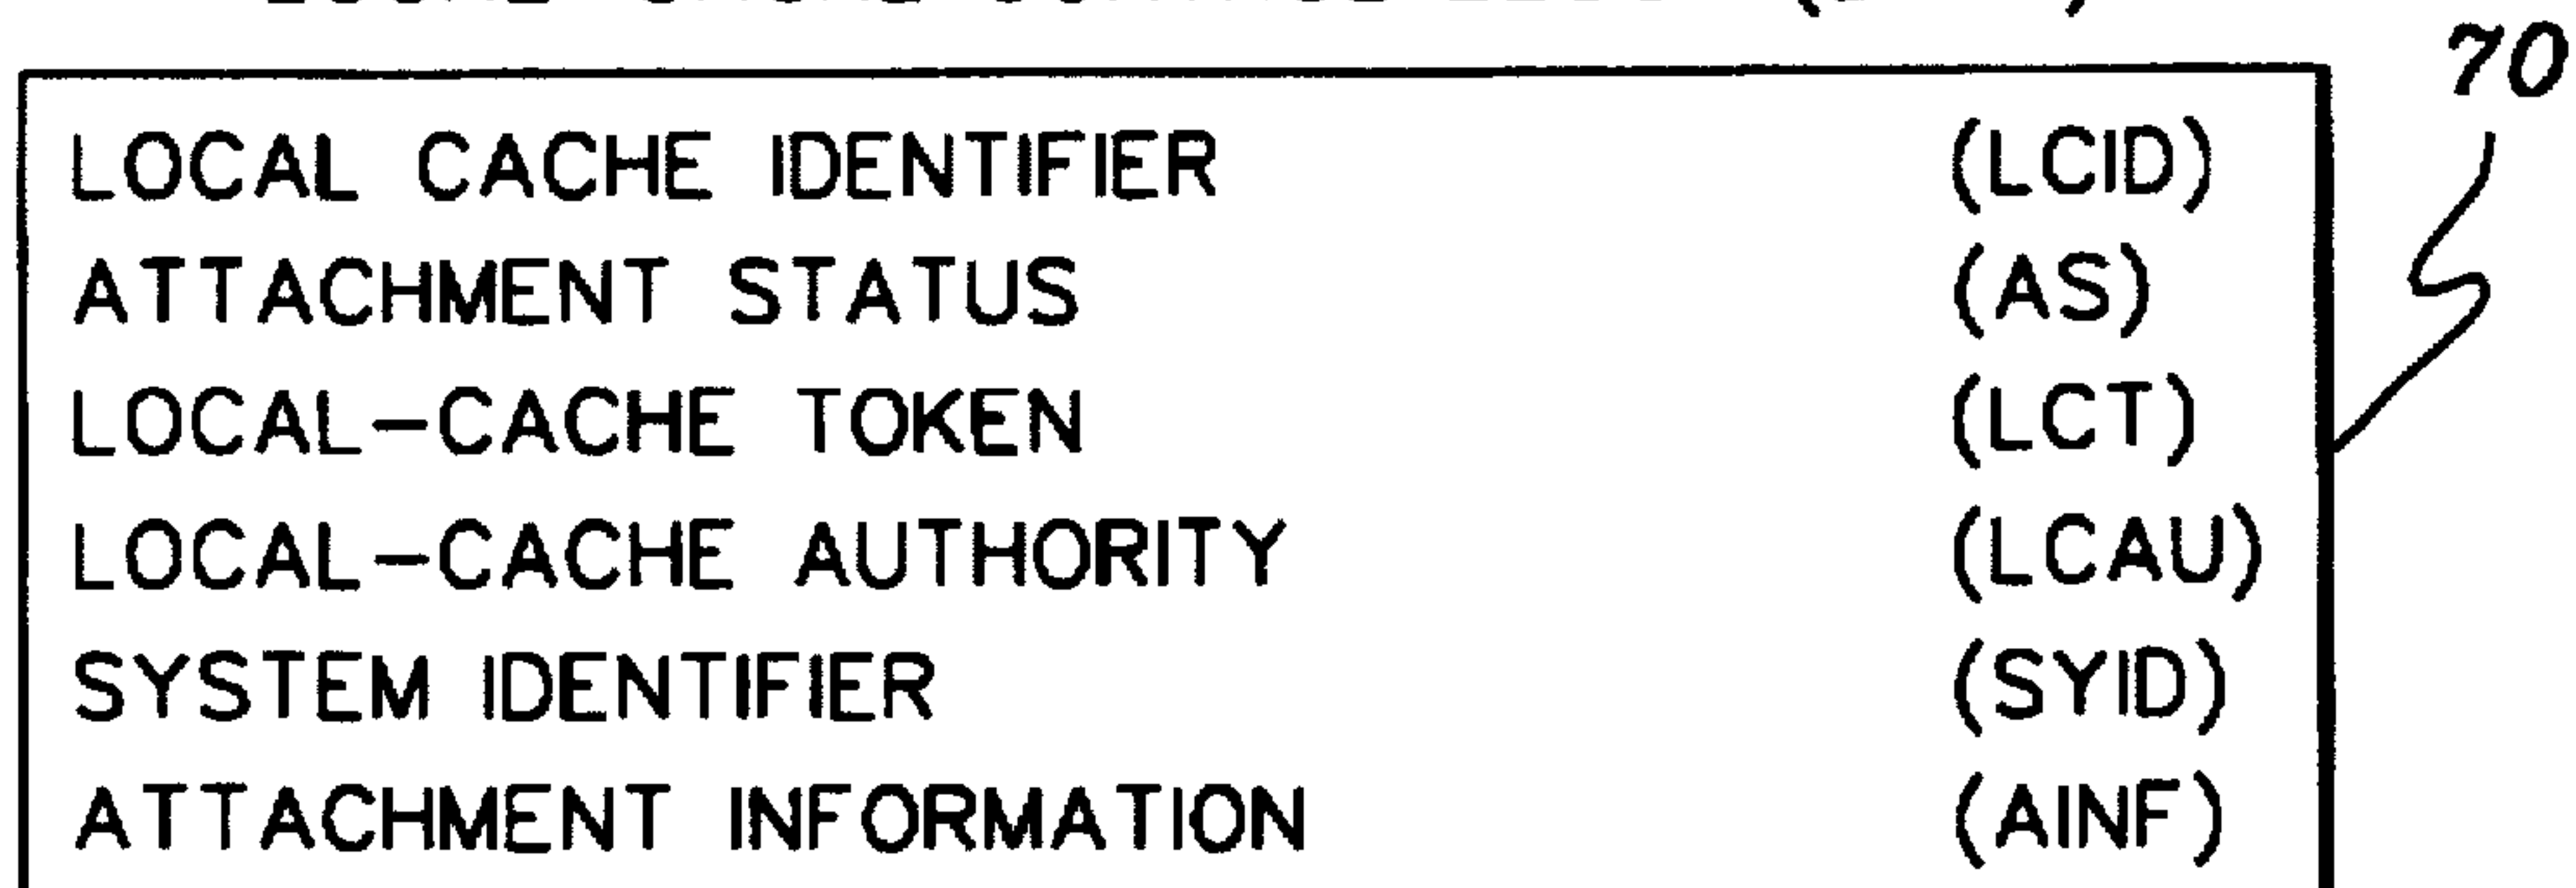 70
LOCAL CACHE IDENTIFIER (LCID)
ATTACHMENT STATUS (AS)
LOCAL-CACHE TOKEN (LCT)
LOCAL-CACHE AUTHORITY (LCAU)
SYSTEM IDENTIFIER (SYID)
ATTACHMENT INFORMATION (AINF)